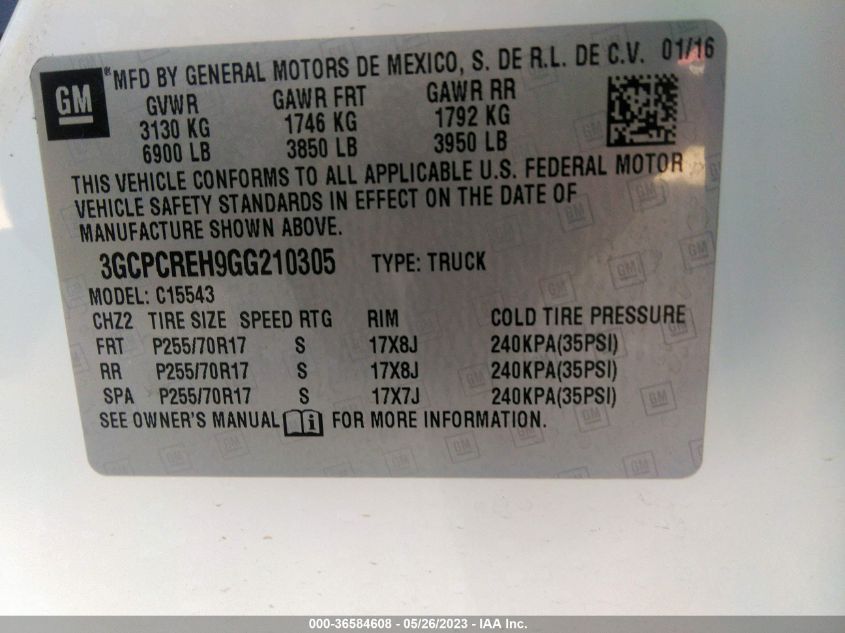 GM
®MFD BY GENERAL MOTORS DE MEXICO, S. DE R.L. DE C.V. 01/16
GVWR GAWR FRT GAWR RR
3130 KG 1746 KG 1792 KG
6900 LB 3850 LB 3950 LB
THIS VEHICLE CONFORMS TO ALL APPLICABLE U.S. FEDERAL MOTOR
VEHICLE SAFETY STANDARDS IN EFFECT ON THE DATE OF
MANUFACTURE SHOWN ABOVE.
3GCPCREH9GG210305 TYPE: TRUCK
MODEL: C15543
CHZ2 TIRE SIZE SPEED RTG RIM COLD TIRE PRESSURE
FRT P255/70R17 S 17X8J 240KPA(35PSI)
RR P255/70R17 S 17X8J 240KPA(35PSI)
SPA P255/70R17 S 17X7J 240KPA(35PSI)
SEE OWNER'S MANUAL FOR MORE INFORMATION.
000-36584608 - 05/26/2023 - IAA Inc.